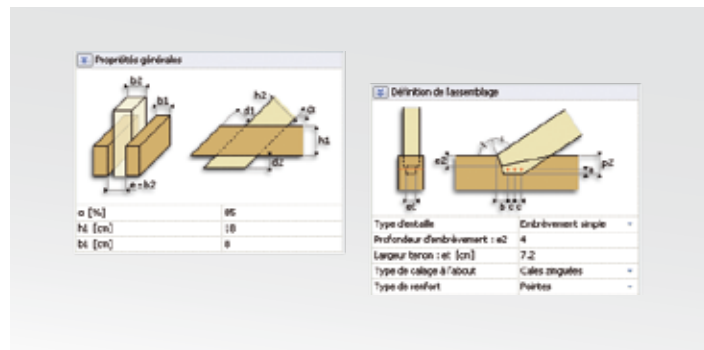 Propriétés générales
b2
b1
e=b2
h2
d1
α
h1
d2
α [%] 85
h1 [cm] 18
b1 [cm] 8
Définition de l'assemblage
e2
p2
et
b c c
Type d'entaille Embrèvement simple
Profondeur d'embrèvement : e2 4
Largeur tenon : et [cm] 7.2
Type de calage à l'about Cales zinguées
Type de renfort Pointes